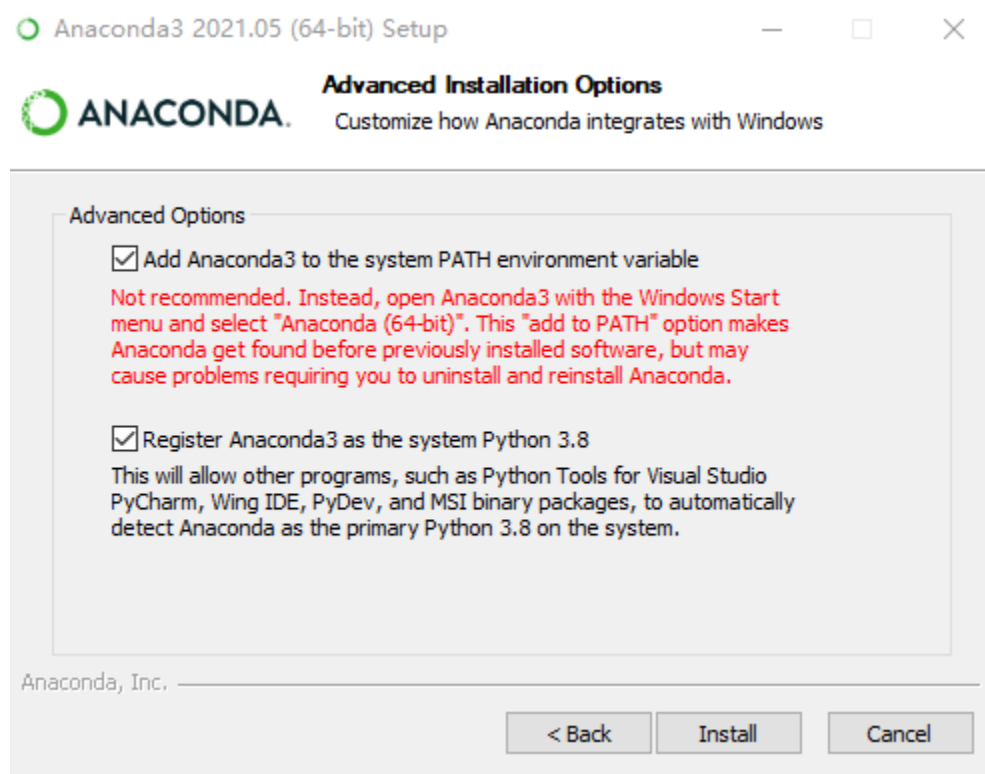 Anaconda3 2021.05 (64-bit) Setup
ANACONDA.
Advanced Installation Options
Customize how Anaconda integrates with Windows
Advanced Options
Add Anaconda3 to the system PATH environment variable
Not recommended. Instead, open Anaconda3 with the Windows Start
menu and select "Anaconda (64-bit)". This "add to PATH" option makes
Anaconda get found before previously installed software, but may
cause problems requiring you to uninstall and reinstall Anaconda.
Register Anaconda3 as the system Python 3.8
This will allow other programs, such as Python Tools for Visual Studio
PyCharm, Wing IDE, PyDev, and MSI binary packages, to automatically
detect Anaconda as the primary Python 3.8 on the system.
Anaconda, Inc.
< Back
Install
Cancel